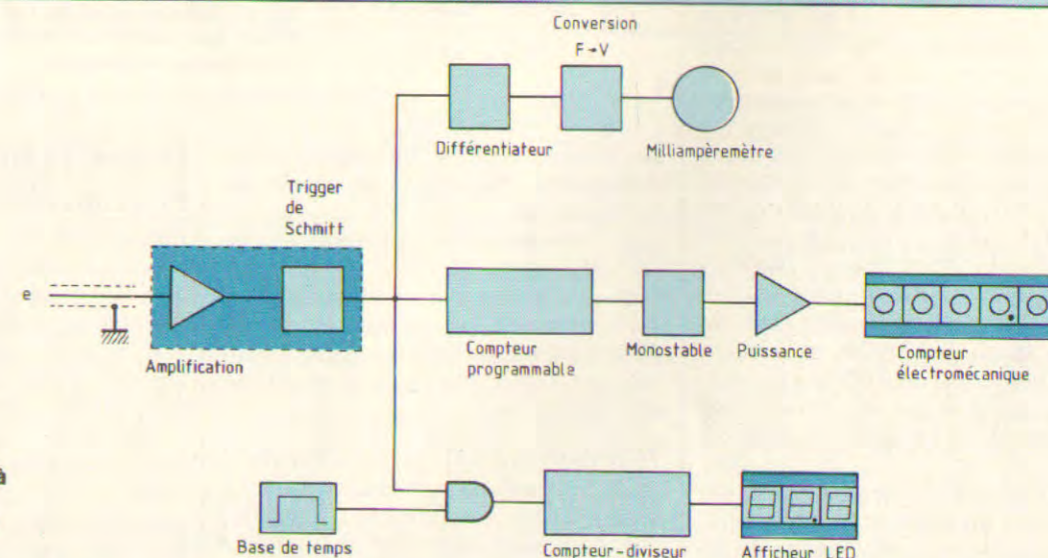 Conversion
F→V
Différentiateur
Milliampèremètre
Trigger
de
Schmitt
e
Amplification
Compteur
programmable
Monostable
Puissance
Compteur
électromécanique
à
Base de temps
Compteur-diviseur
Afficheur LED